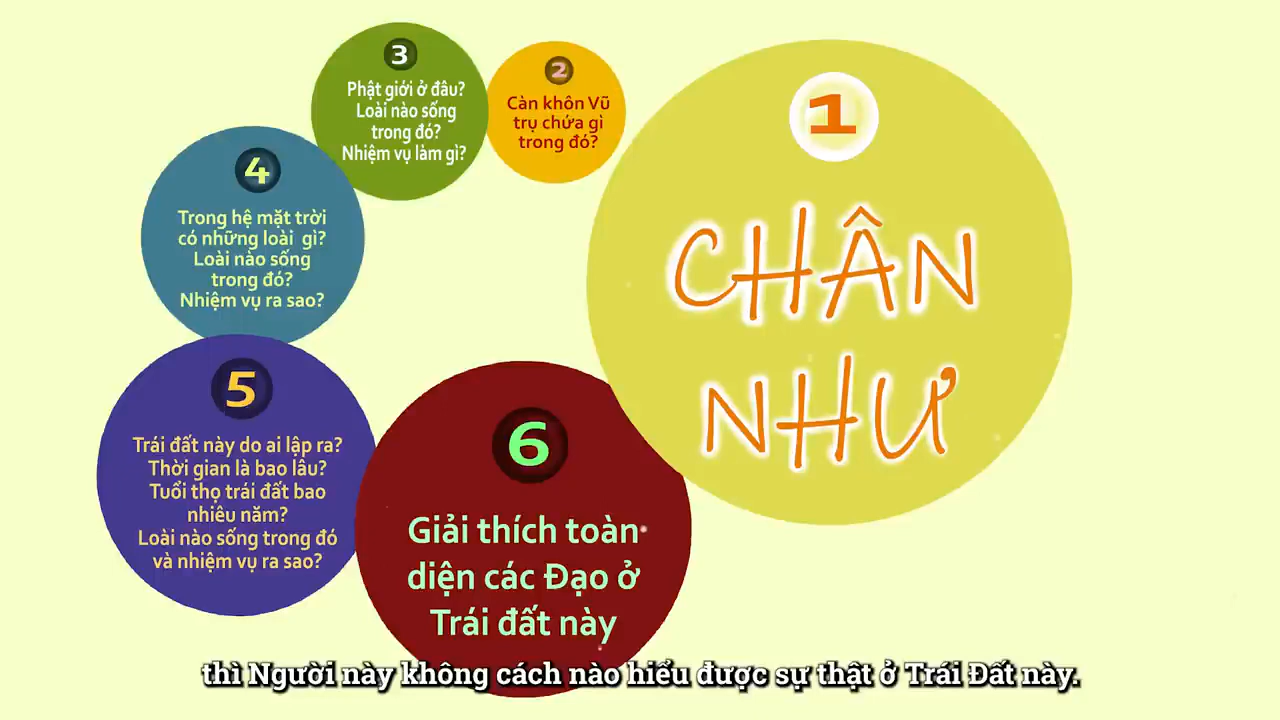 1
CHÂN
NHƯ
2
Càn khôn Vũ
trụ chứa gì
trong đó?
3
Phật giới ở đâu?
Loài nào sống
trong đó?
Nhiệm vụ làm gì?
4
Trong hệ mặt trời
có những loài gì?
Loài nào sống
trong đó?
Nhiệm vụ ra sao?
5
Trái đất này do ai lập ra?
Thời gian là bao lâu?
Tuổi thọ trái đất bao
nhiêu năm?
Loài nào sống trong đó
và nhiệm vụ ra sao?
6
Giải thích toàn
diện các Đạo ở
Trái đất này
thì Người này không cách nào hiểu được sự thật ở Trái Đất này.